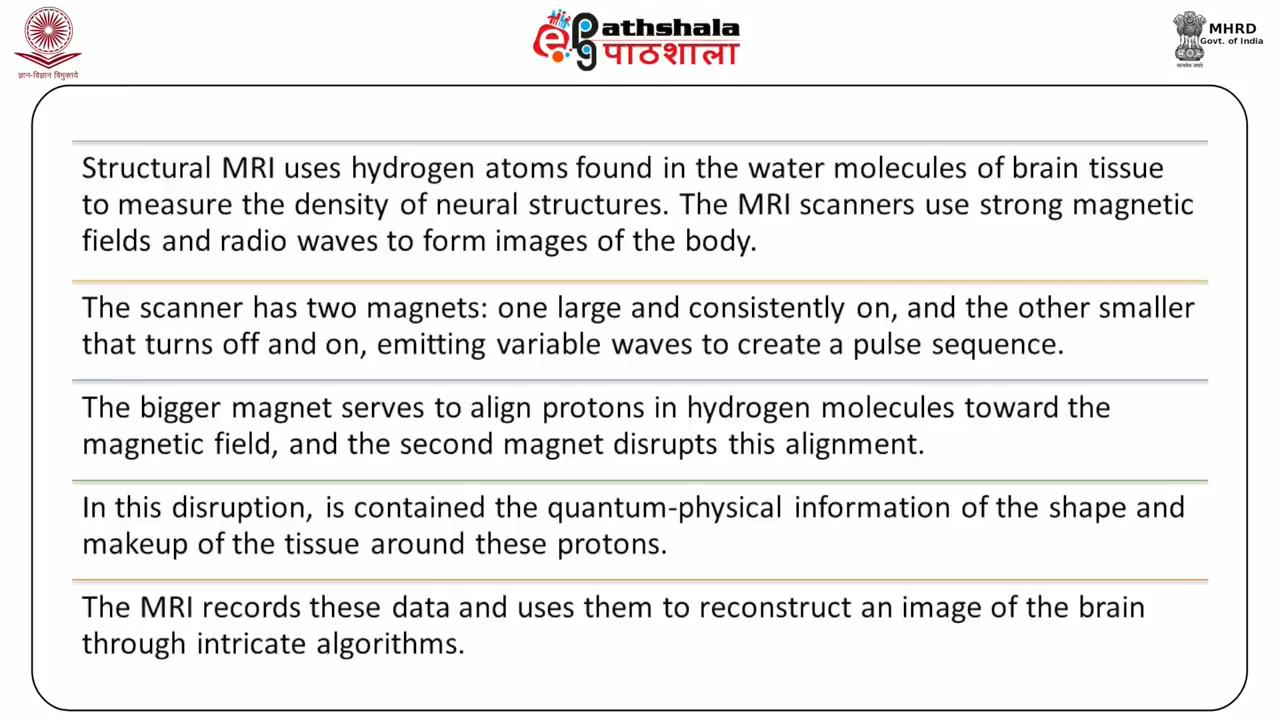 ज्ञान-विज्ञान विमुक्तये
ePathshala
पाठशाला
MHRD
Govt. of India
सत्यमेव जयते
Structural MRI uses hydrogen atoms found in the water molecules of brain tissue
to measure the density of neural structures. The MRI scanners use strong magnetic
fields and radio waves to form images of the body.
The scanner has two magnets: one large and consistently on, and the other smaller
that turns off and on, emitting variable waves to create a pulse sequence.
The bigger magnet serves to align protons in hydrogen molecules toward the
magnetic field, and the second magnet disrupts this alignment.
In this disruption, is contained the quantum-physical information of the shape and
makeup of the tissue around these protons.
The MRI records these data and uses them to reconstruct an image of the brain
through intricate algorithms.